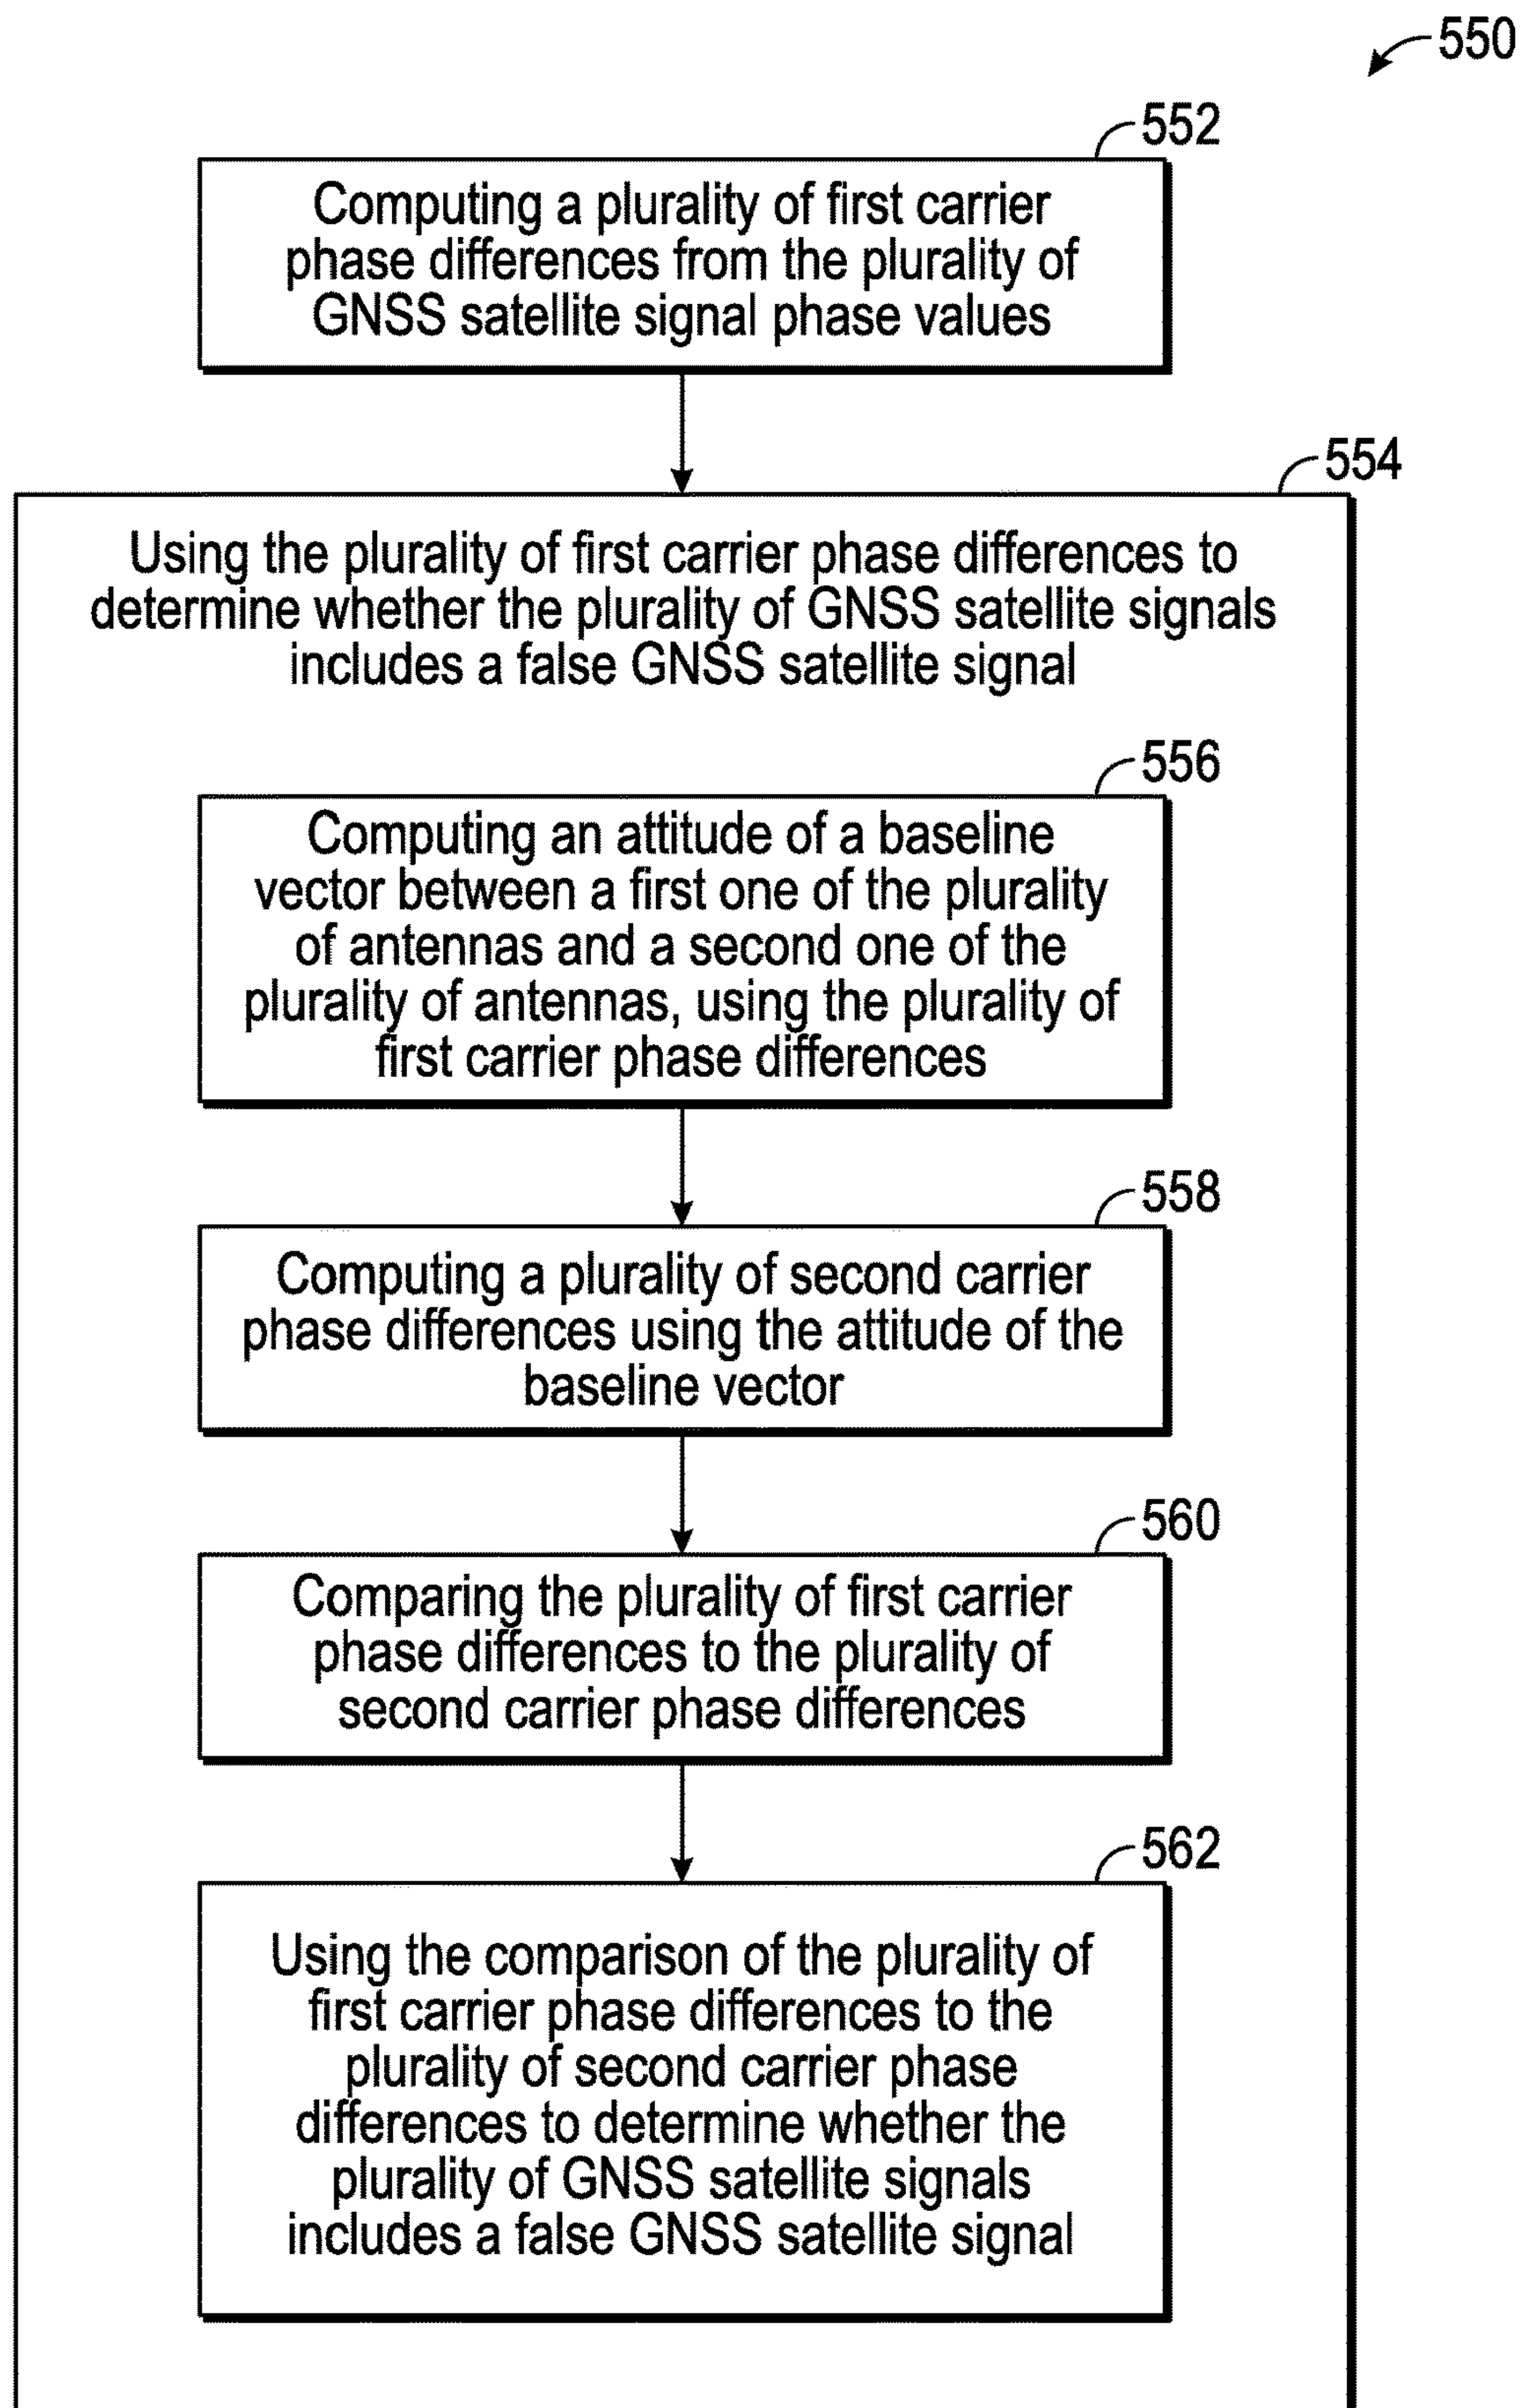 550
552
Computing a plurality of first carrier
phase differences from the plurality of
GNSS satellite signal phase values
554
Using the plurality of first carrier phase differences to
determine whether the plurality of GNSS satellite signals
includes a false GNSS satellite signal
556
Computing an attitude of a baseline
vector between a first one of the plurality
of antennas and a second one of the
plurality of antennas, using the plurality of
first carrier phase differences
558
Computing a plurality of second carrier
phase differences using the attitude of the
baseline vector
560
Comparing the plurality of first carrier
phase differences to the plurality of
second carrier phase differences
562
Using the comparison of the plurality of
first carrier phase differences to the
plurality of second carrier phase
differences to determine whether the
plurality of GNSS satellite signals
includes a false GNSS satellite signal